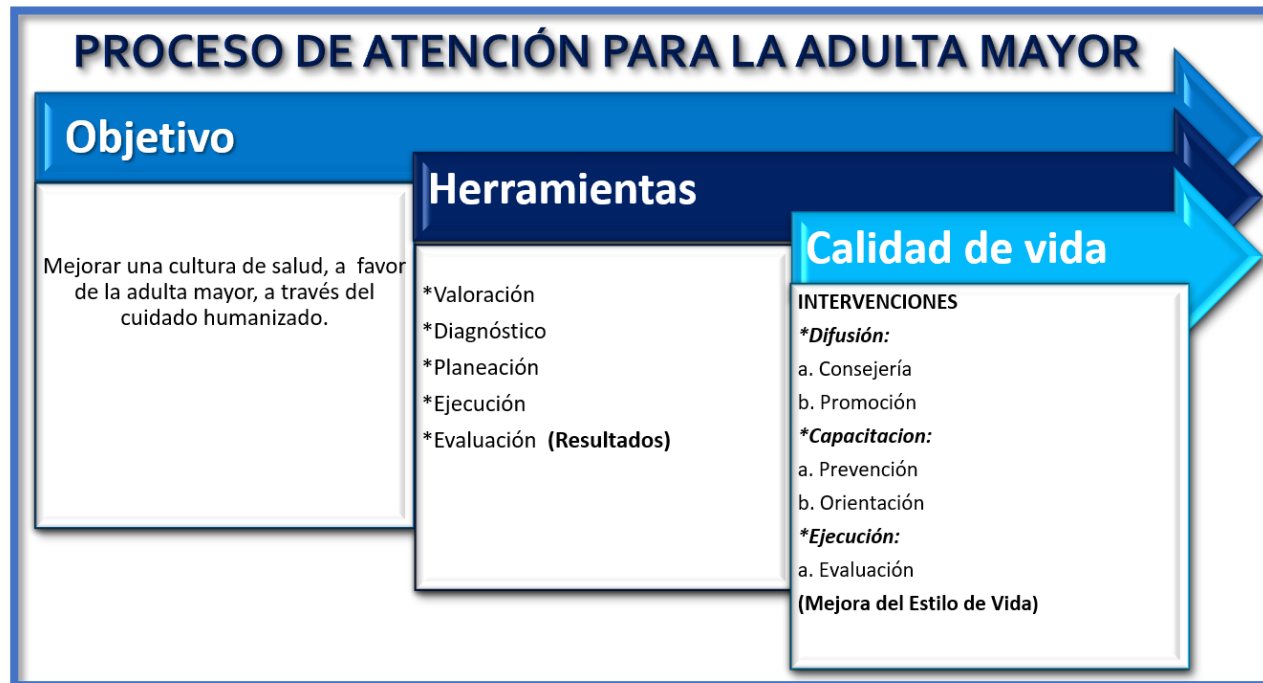 PROCESO DE ATENCIÓN PARA LA ADULTA MAYOR
Objetivo
Mejorar una cultura de salud, a favor
de la adulta mayor, a través del
cuidado humanizado.
Herramientas
*Valoración
*Diagnóstico
*Planeación
*Ejecución
*Evaluación (Resultados)
Calidad de vida
INTERVENCIONES
*Difusión:
a. Consejería
b. Promoción
*Capacitacion:
a. Prevención
b. Orientación
*Ejecución:
a. Evaluación
(Mejora del Estilo de Vida)